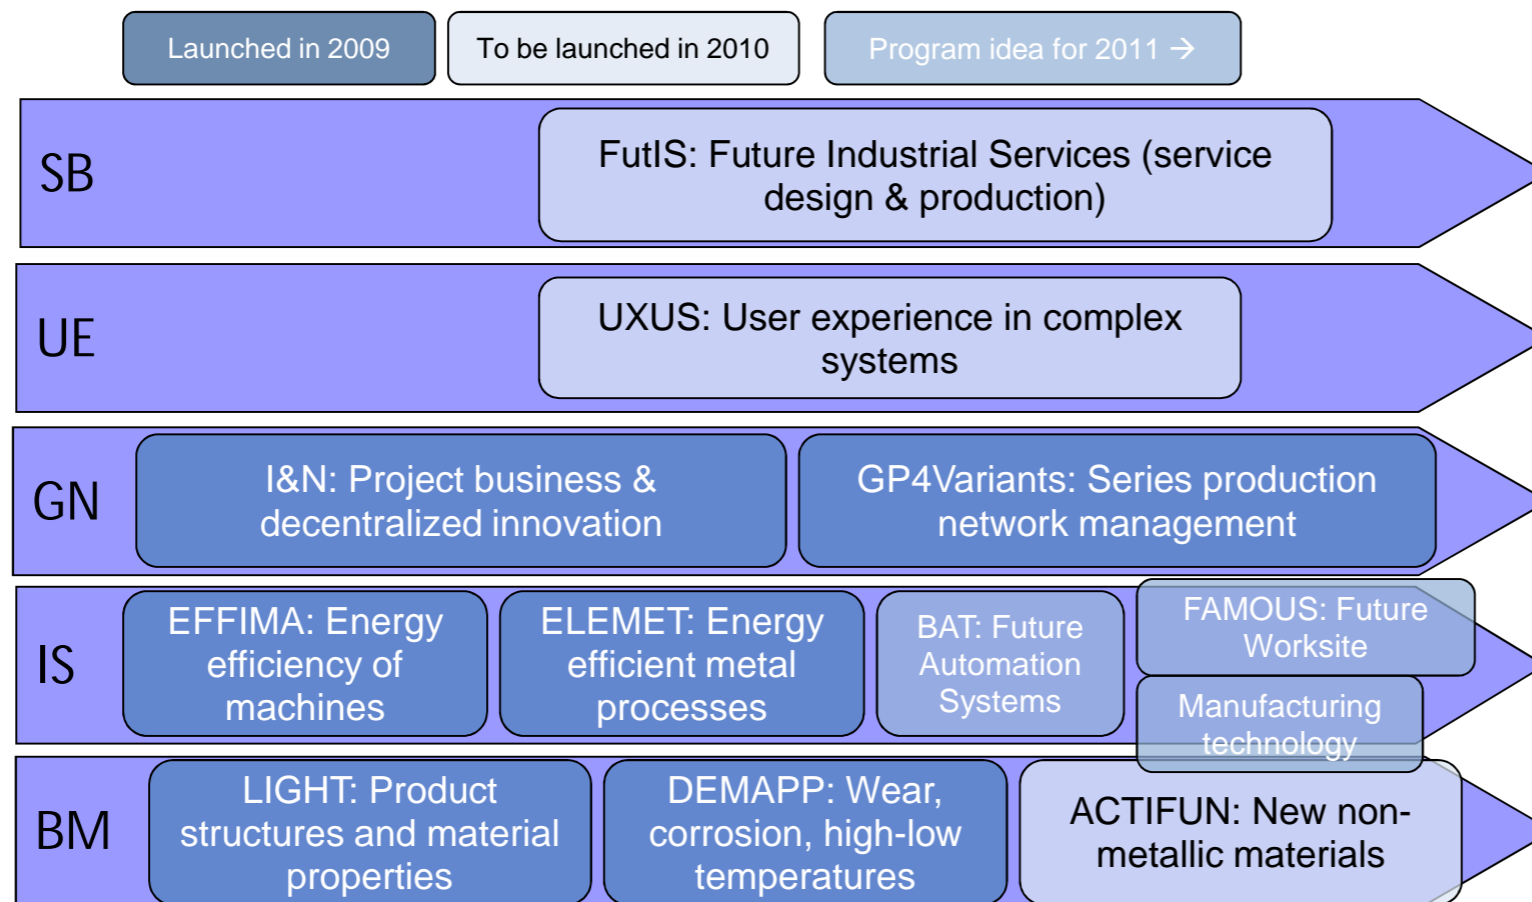 Launched in 2009
To be launched in 2010
Program idea for 2011 →
SB
FutIS: Future Industrial Services (service
design & production)
UE
UXUS: User experience in complex
systems
GN
I&N: Project business &
decentralized innovation
GP4Variants: Series production
network management
IS
EFFIMA: Energy
efficiency of
machines
ELEMET: Energy
efficient metal
processes
BAT: Future
Automation
Systems
FAMOUS: Future
Worksite
Manufacturing
technology
BM
LIGHT: Product
structures and material
properties
DEMAPP: Wear,
corrosion, high-low
temperatures
ACTIFUN: New non-
metallic materials